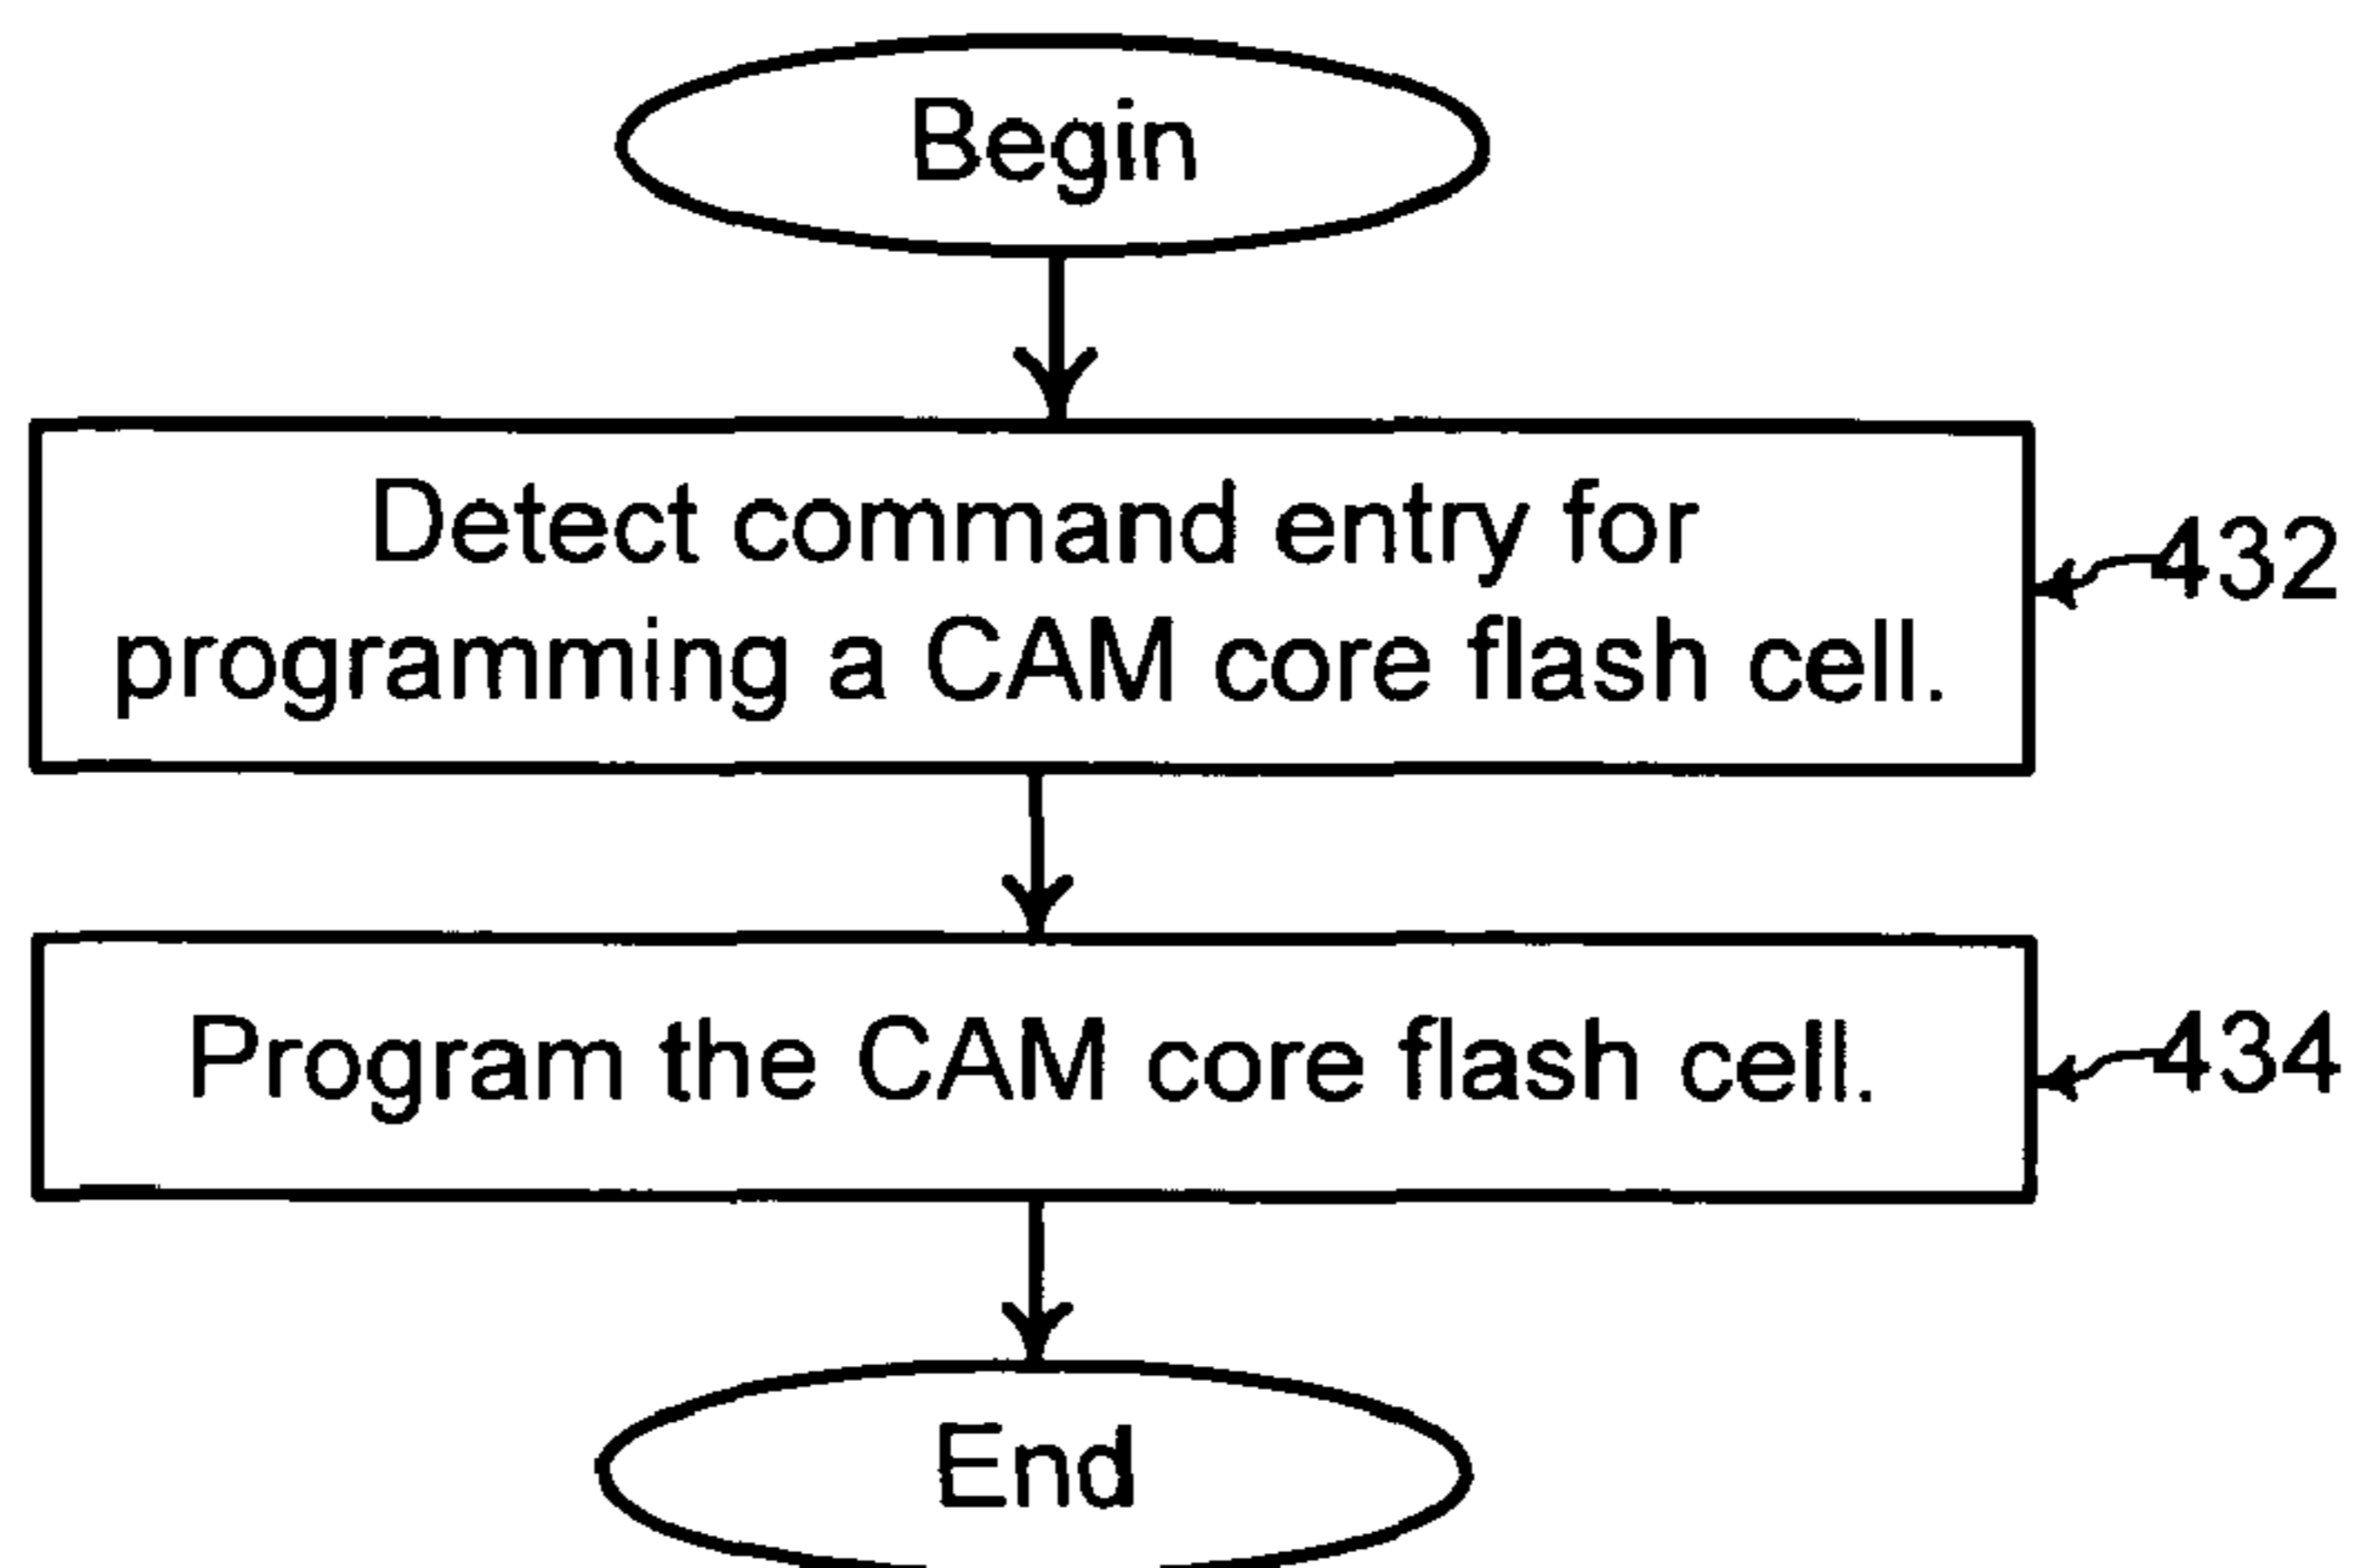 Begin
Detect command entry for
programming a CAM core flash cell.
432
Program the CAM core flash cell.
434
End